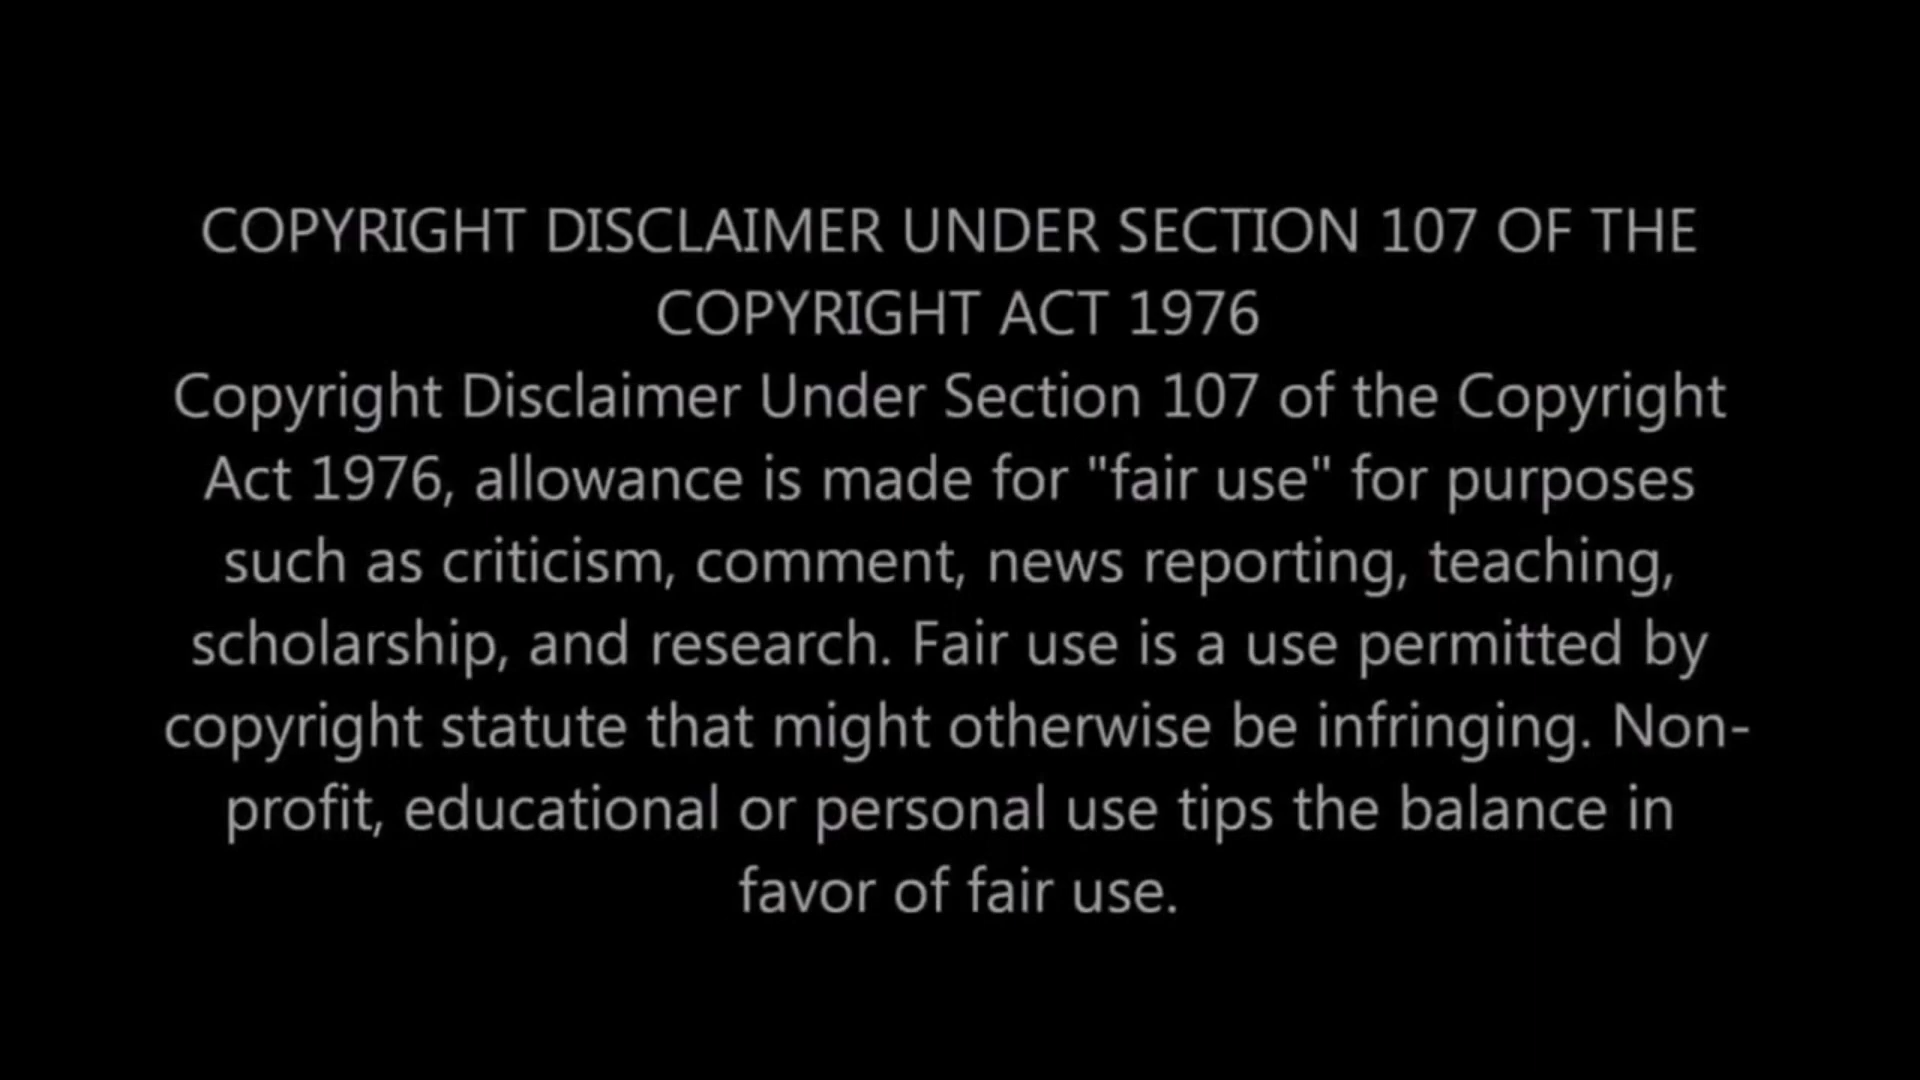 COPYRIGHT DISCLAIMER UNDER SECTION 107 OF THE
COPYRIGHT ACT 1976
Copyright Disclaimer Under Section 107 of the Copyright
Act 1976, allowance is made for "fair use" for purposes
such as criticism, comment, news reporting, teaching,
scholarship, and research. Fair use is a use permitted by
copyright statute that might otherwise be infringing. Non-
profit, educational or personal use tips the balance in
favor of fair use.